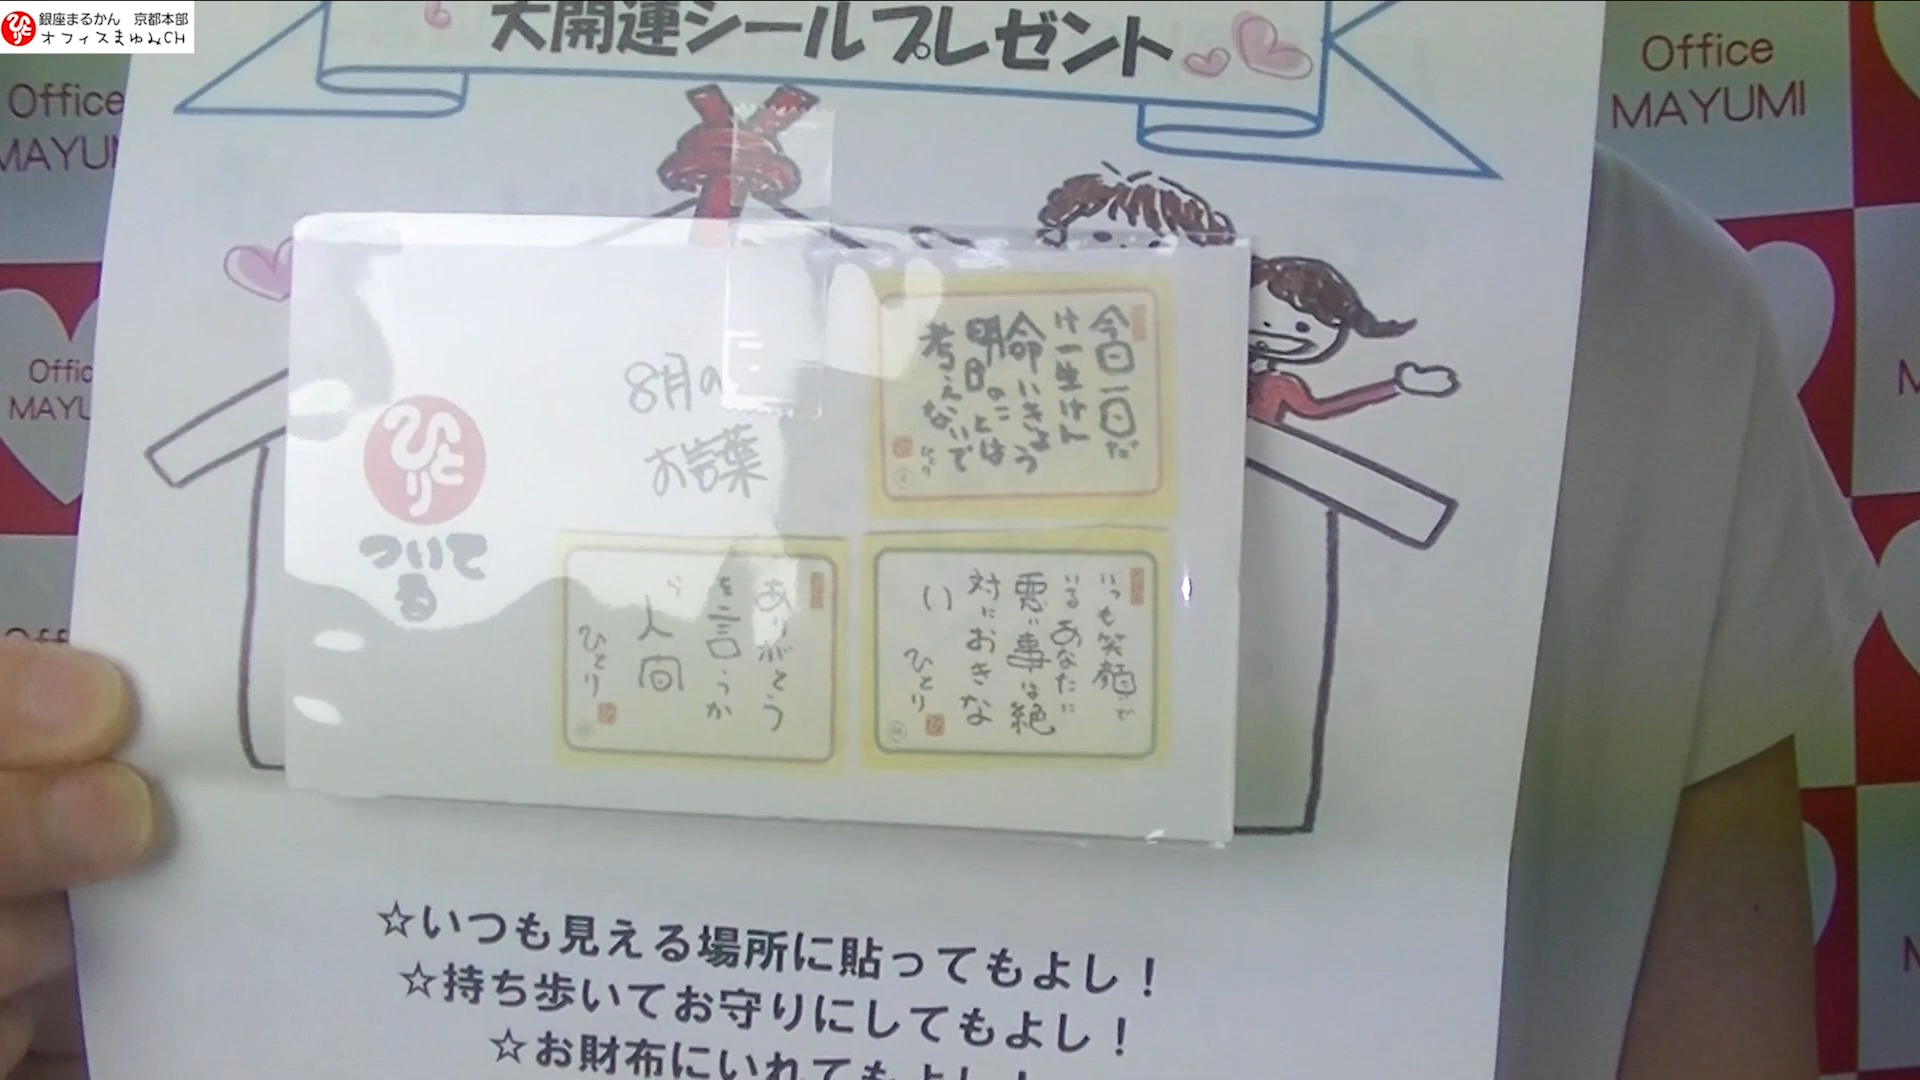 銀座まるかん 京都本部
オフィスまゆみCH
大開運シールプレゼント
Office
MAYUMI
Office
MAYUMI
ひとり
ついて
る
8月の
お言葉
今日一日だ
け一生けん
命いきよう
明日のことは
考えないで
ひとり
いつも笑顔で
いるあなたに
悪い事は絶
対におきな
い
ひとり
ありがとう
を言うか
ら
人間
ひとり
☆いつも見える場所に貼ってもよし！
☆持ち歩いてお守りにしてもよし！
☆お財布にいれてもよし！